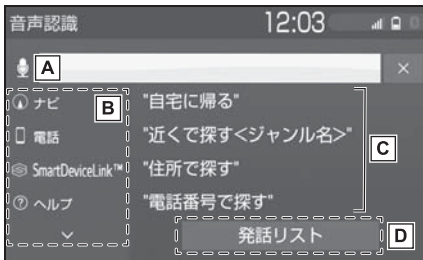 音声認識 12:03
A
ナビ B "自宅に帰る"
電話 "近くで探す<ジャンル名>"
C
SmartDeviceLink™ "住所で探す"
ヘルプ "電話番号で探す"
発話リスト D